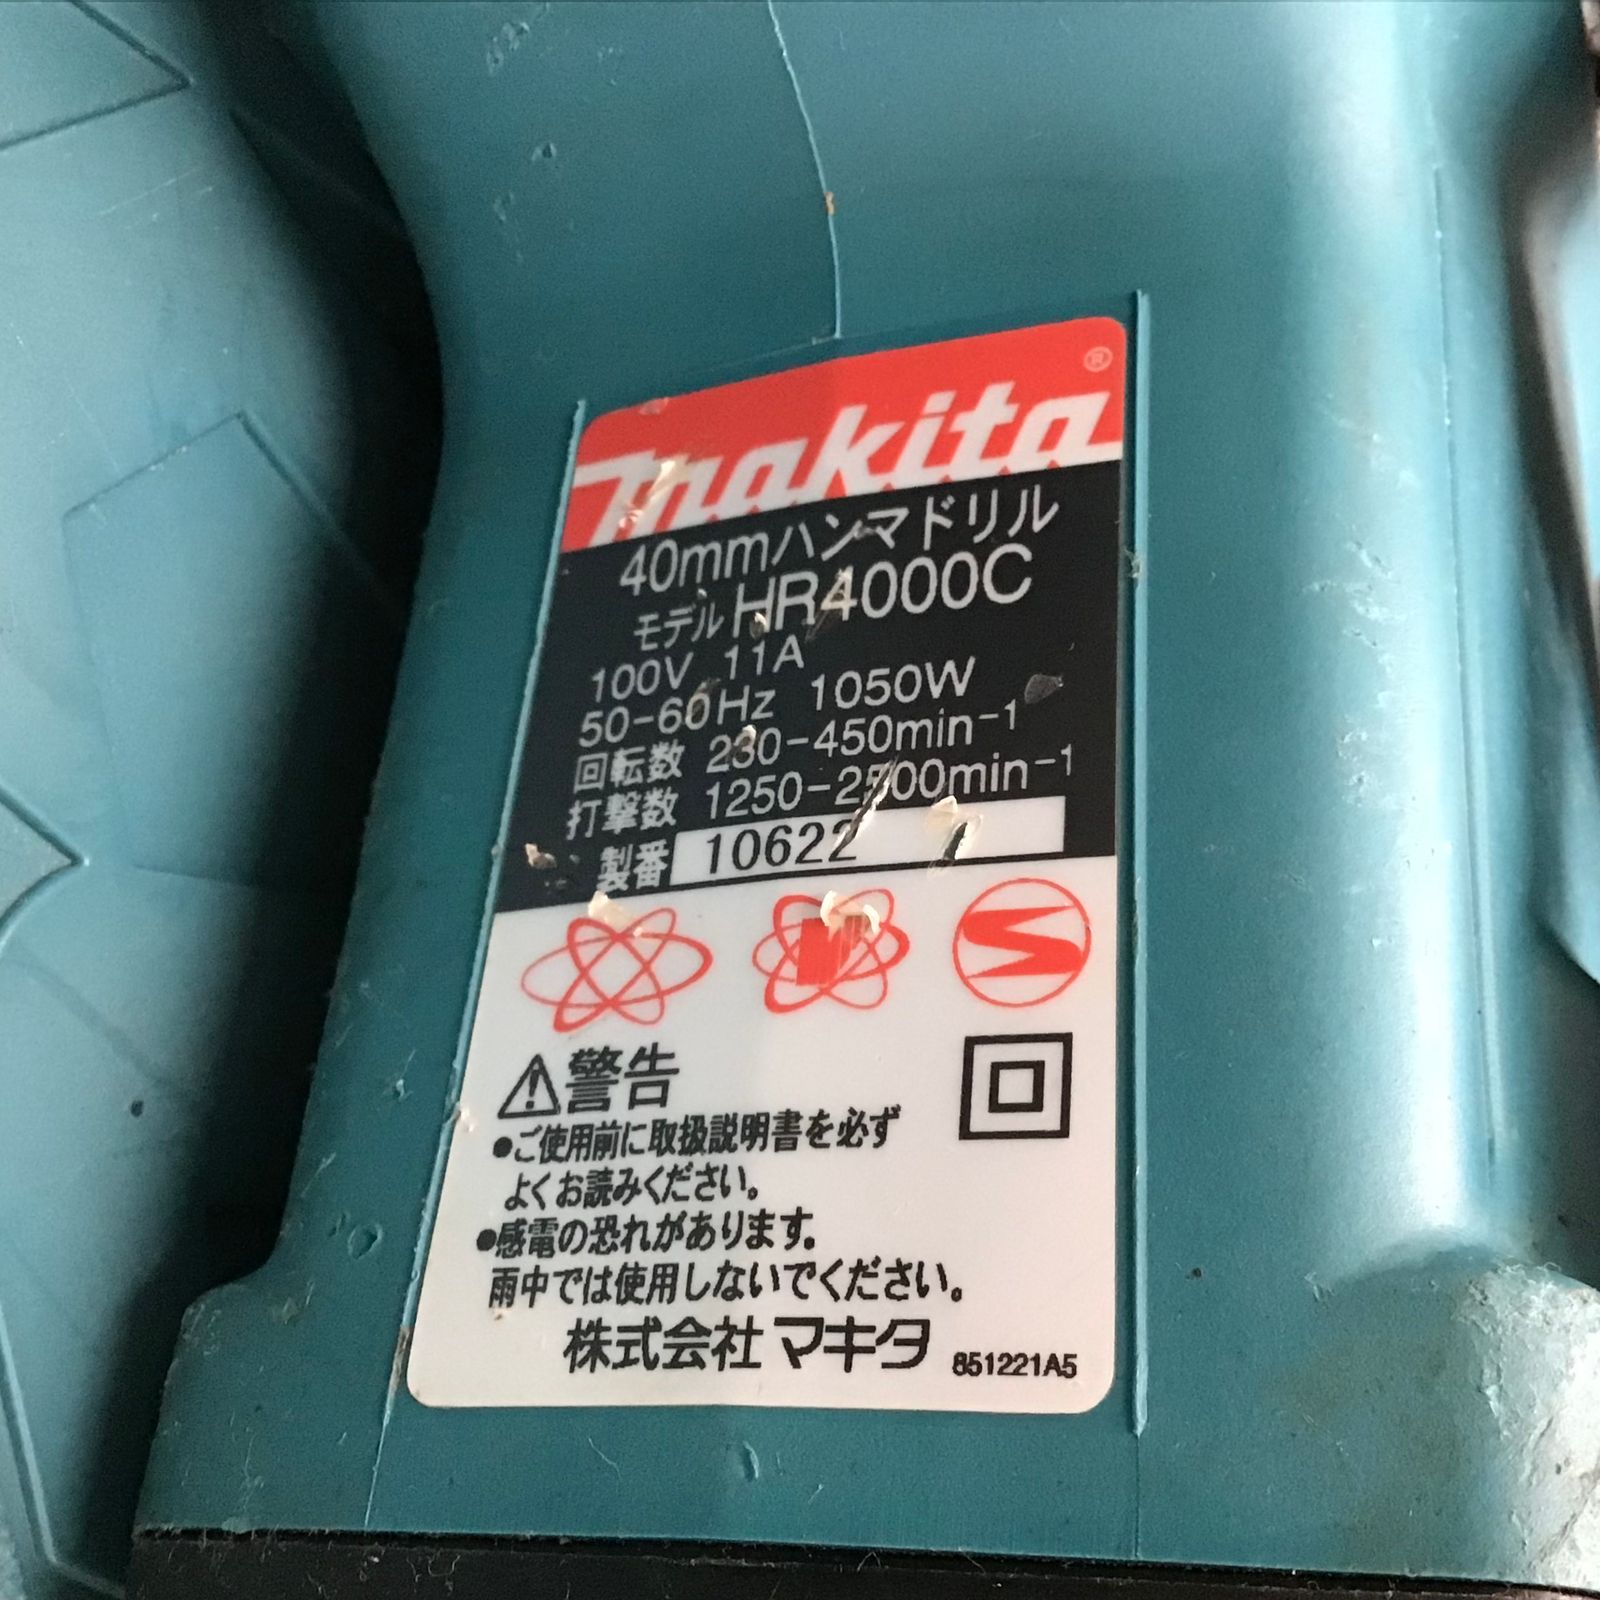 makita®
40mmハンマドリル
モデル HR4000C
100V 11A
50-60Hz 1050W
回転数 230-450min-1
打撃数 1250-2500min-1
製番 10622
⚠警告
●ご使用前に取扱説明書を必ず
よくお読みください。
●感電の恐れがあります。
雨中では使用しないでください。
株式会社マキタ 851221A5